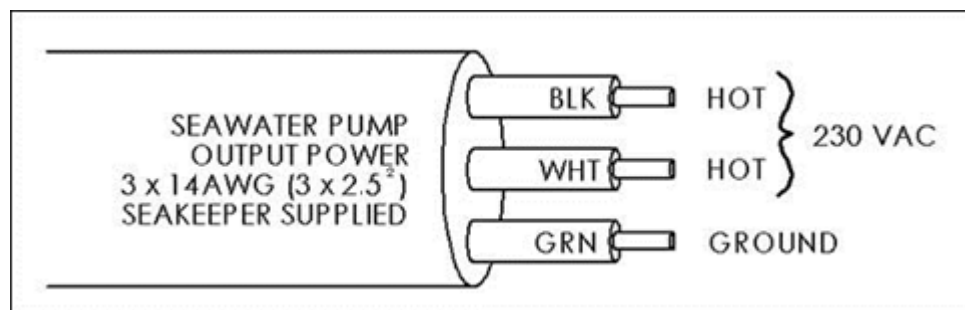 SEAWATER PUMP
OUTPUT POWER
3 x 14AWG (3 x 2.5²)
SEAKEEPER SUPPLIED
BLK HOT
WHT HOT
230 VAC
GRN GROUND